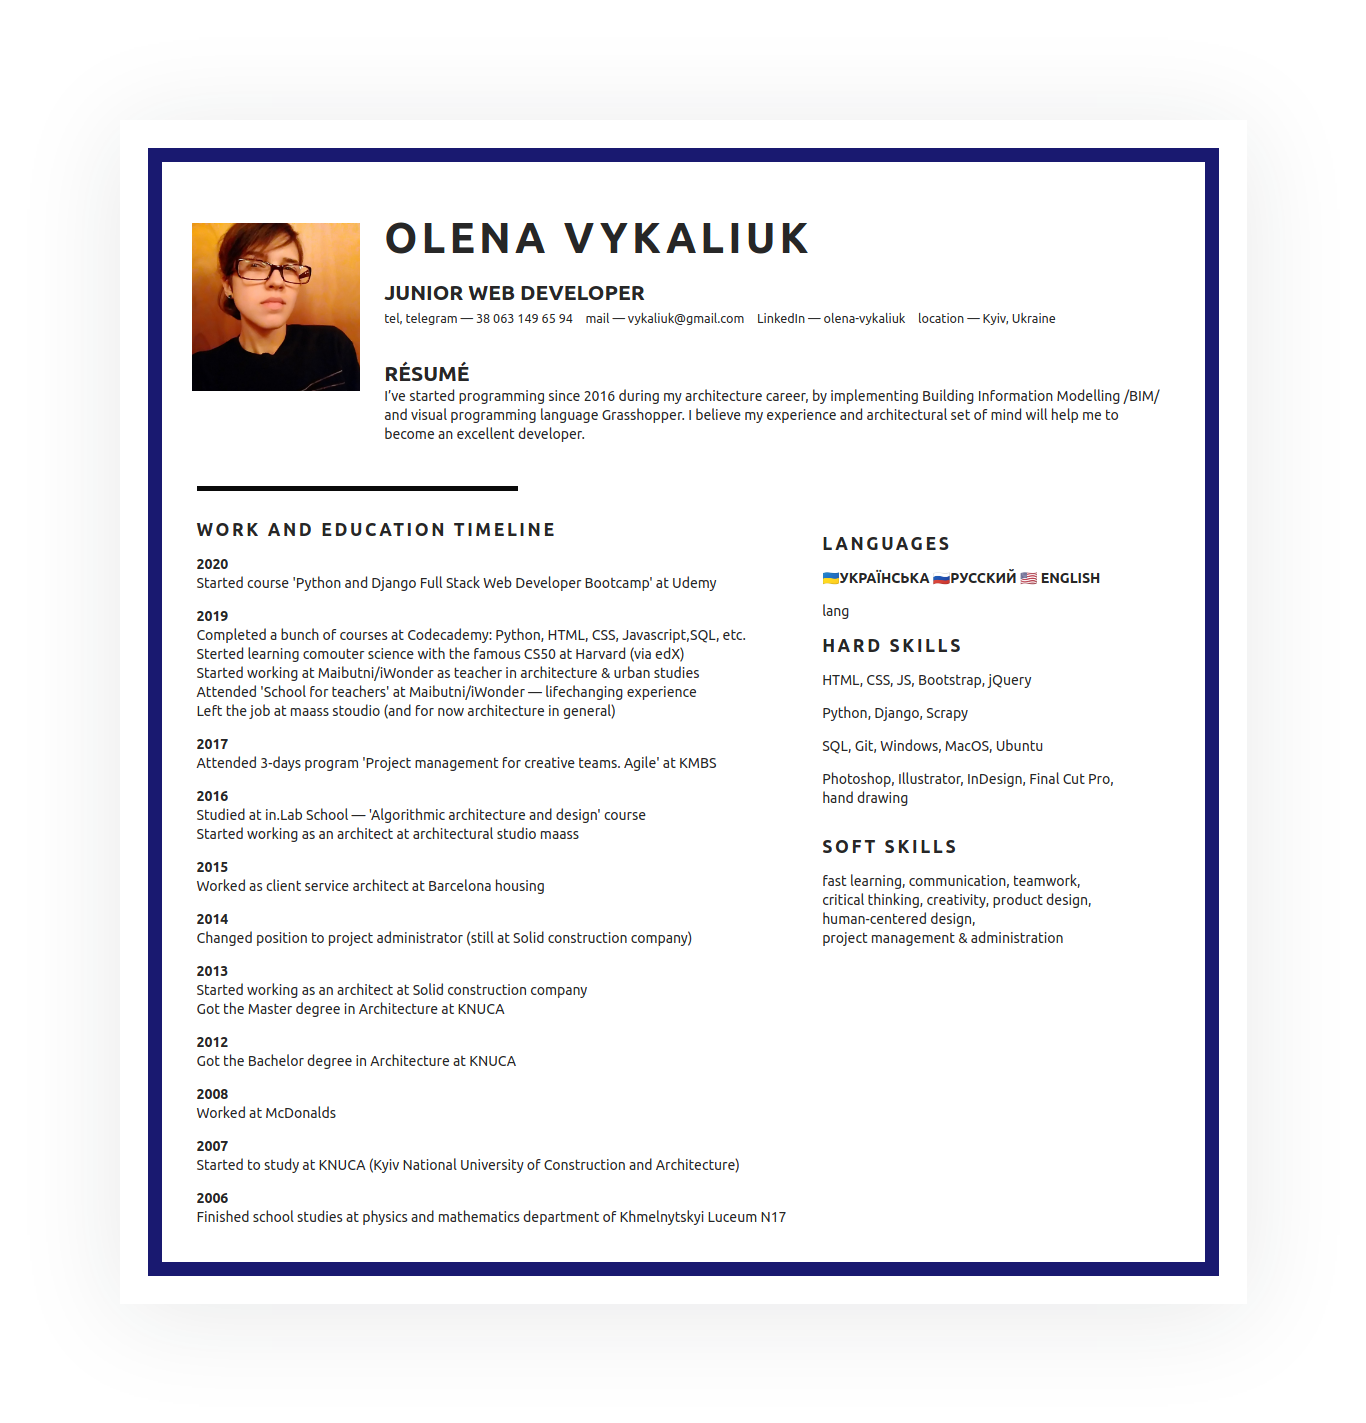 OLENA VYKALIUK
JUNIOR WEB DEVELOPER
tel, telegram — 38 063 149 65 94 mail — vykaliuk@gmail.com LinkedIn — olena-vykaliuk location — Kyiv, Ukraine
RÉSUMÉ
I've started programming since 2016 during my architecture career, by implementing Building Information Modelling /BIM/
and visual programming language Grasshopper. I believe my experience and architectural set of mind will help me to
become an excellent developer.
WORK AND EDUCATION TIMELINE
2020
Started course 'Python and Django Full Stack Web Developer Bootcamp' at Udemy
2019
Completed a bunch of courses at Codecademy: Python, HTML, CSS, Javascript,SQL, etc.
Sterted learning comouter science with the famous CS50 at Harvard (via edX)
Started working at Maibutni/iWonder as teacher in architecture & urban studies
Attended 'School for teachers' at Maibutni/iWonder — lifechanging experience
Left the job at maass stoudio (and for now architecture in general)
2017
Attended 3-days program 'Project management for creative teams. Agile' at KMBS
2016
Studied at in.Lab School — 'Algorithmic architecture and design' course
Started working as an architect at architectural studio maass
2015
Worked as client service architect at Barcelona housing
2014
Changed position to project administrator (still at Solid construction company)
2013
Started working as an architect at Solid construction company
Got the Master degree in Architecture at KNUCA
2012
Got the Bachelor degree in Architecture at KNUCA
2008
Worked at McDonalds
2007
Started to study at KNUCA (Kyiv National University of Construction and Architecture)
2006
Finished school studies at physics and mathematics department of Khmelnytskyi Luceum N17
LANGUAGES
🇺🇦УКРАЇНСЬКА 🇷🇺РУССКИЙ 🇺🇸 ENGLISH
lang
HARD SKILLS
HTML, CSS, JS, Bootstrap, jQuery
Python, Django, Scrapy
SQL, Git, Windows, MacOS, Ubuntu
Photoshop, Illustrator, InDesign, Final Cut Pro,
hand drawing
SOFT SKILLS
fast learning, communication, teamwork,
critical thinking, creativity, product design,
human-centered design,
project management & administration